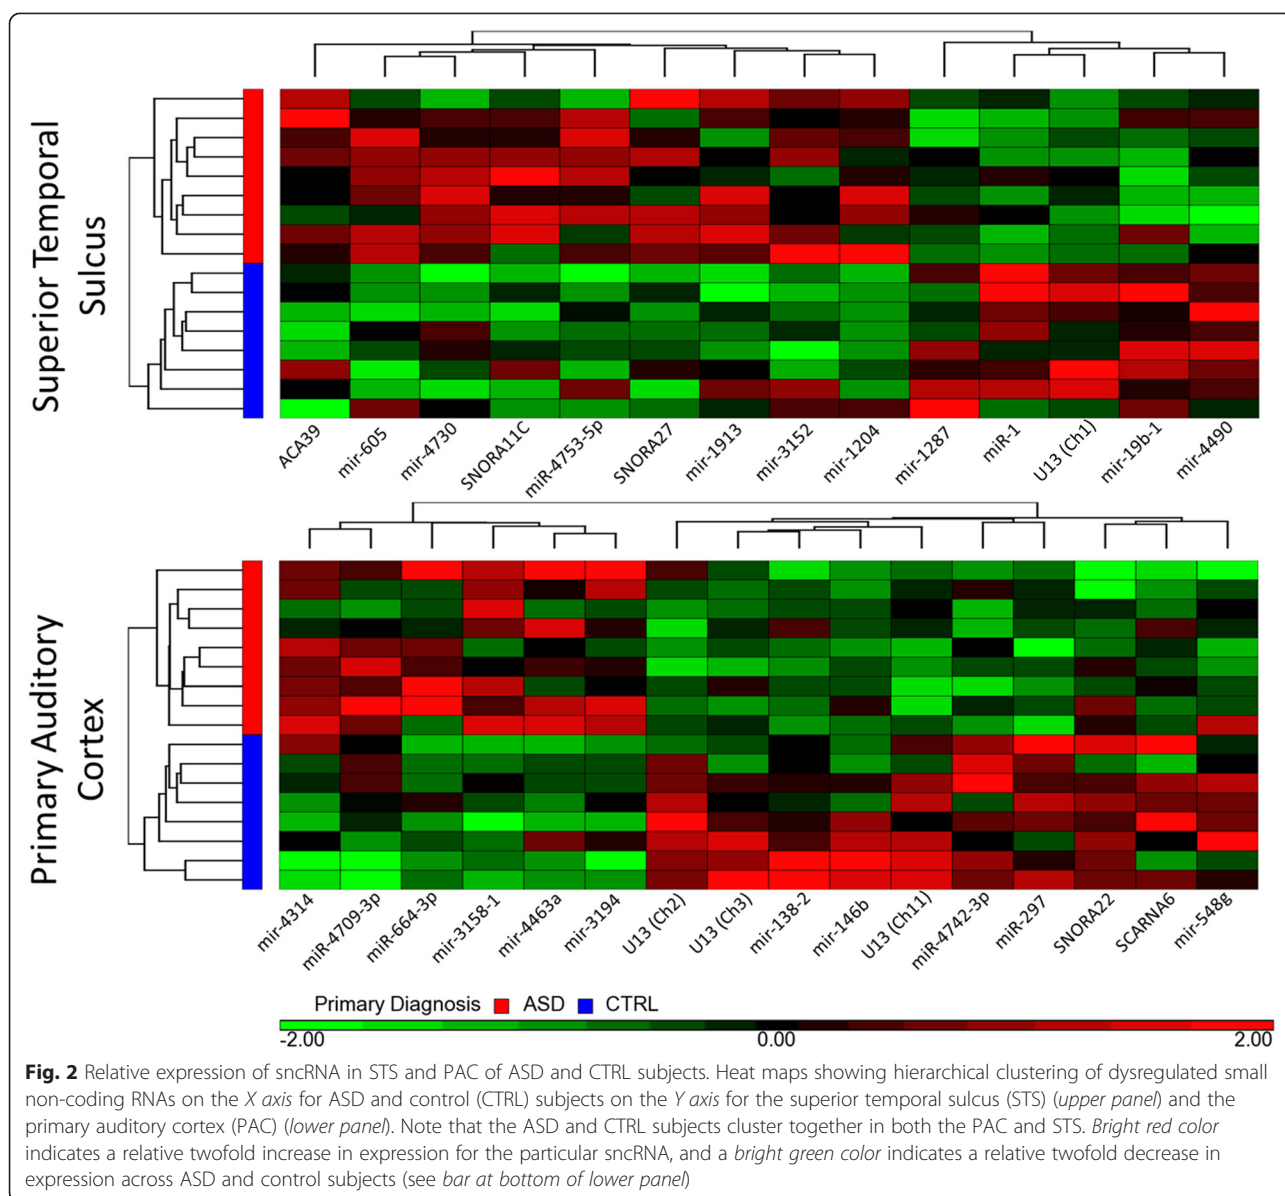 Superior Temporal
Sulcus
ACA39
mir-605
mir-4730
SNORA11C
miR-4753-5p
SNORA27
mir-1913
mir-3152
mir-1204
mir-1287
miR-1
U13 (Ch1)
mir-19b-1
mir-4490
Primary Auditory
Cortex
mir-4314
miR-4709-3p
miR-664-3p
mir-3158-1
mir-4463a
mir-3194
U13 (Ch2)
U13 (Ch3)
mir-138-2
mir-146b
U13 (Ch11)
miR-4742-3p
miR-297
SNORA22
SCARNA6
mir-548g
Primary Diagnosis ASD CTRL
-2.00 0.00 2.00
Fig. 2 Relative expression of sncRNA in STS and PAC of ASD and CTRL subjects. Heat maps showing hierarchical clustering of dysregulated small
non-coding RNAs on the X axis for ASD and control (CTRL) subjects on the Y axis for the superior temporal sulcus (STS) (upper panel) and the
primary auditory cortex (PAC) (lower panel). Note that the ASD and CTRL subjects cluster together in both the PAC and STS. Bright red color
indicates a relative twofold increase in expression for the particular sncRNA, and a bright green color indicates a relative twofold decrease in
expression across ASD and control subjects (see bar at bottom of lower panel)